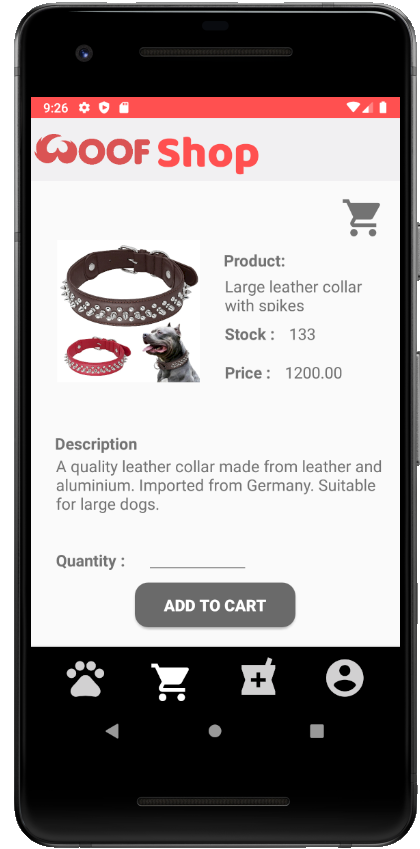 9:26
WOOF Shop
Product:
Large leather collar
with spikes
Stock : 133
Price : 1200.00
Description
A quality leather collar made from leather and
aluminium. Imported from Germany. Suitable
for large dogs.
Quantity :
ADD TO CART